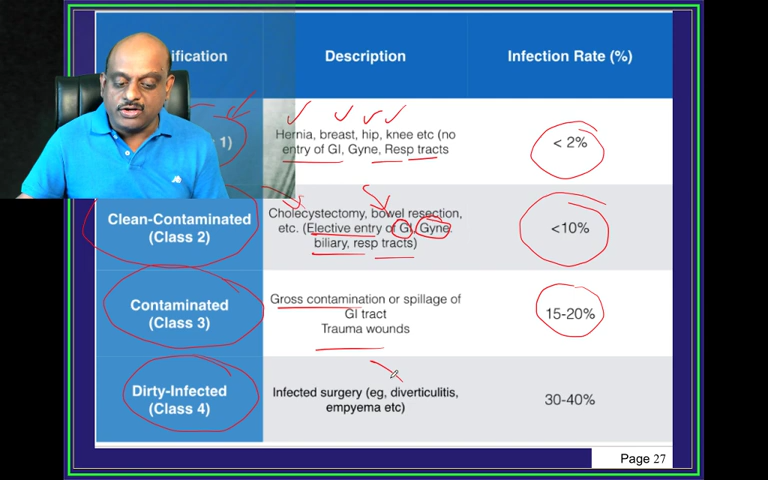 ification
Description
Infection Rate (%)
1)
Hernia, breast, hip, knee etc (no
entry of GI, Gyne, Resp tracts
< 2%
Clean-Contaminated
(Class 2)
Cholecystectomy, bowel resection,
etc. (Elective entry of GI, Gyne
biliary, resp tracts)
<10%
Contaminated
(Class 3)
Gross contamination or spillage of
GI tract
Trauma wounds
15-20%
Dirty-Infected
(Class 4)
Infected surgery (eg, diverticulitis,
empyema etc)
30-40%
Page 27